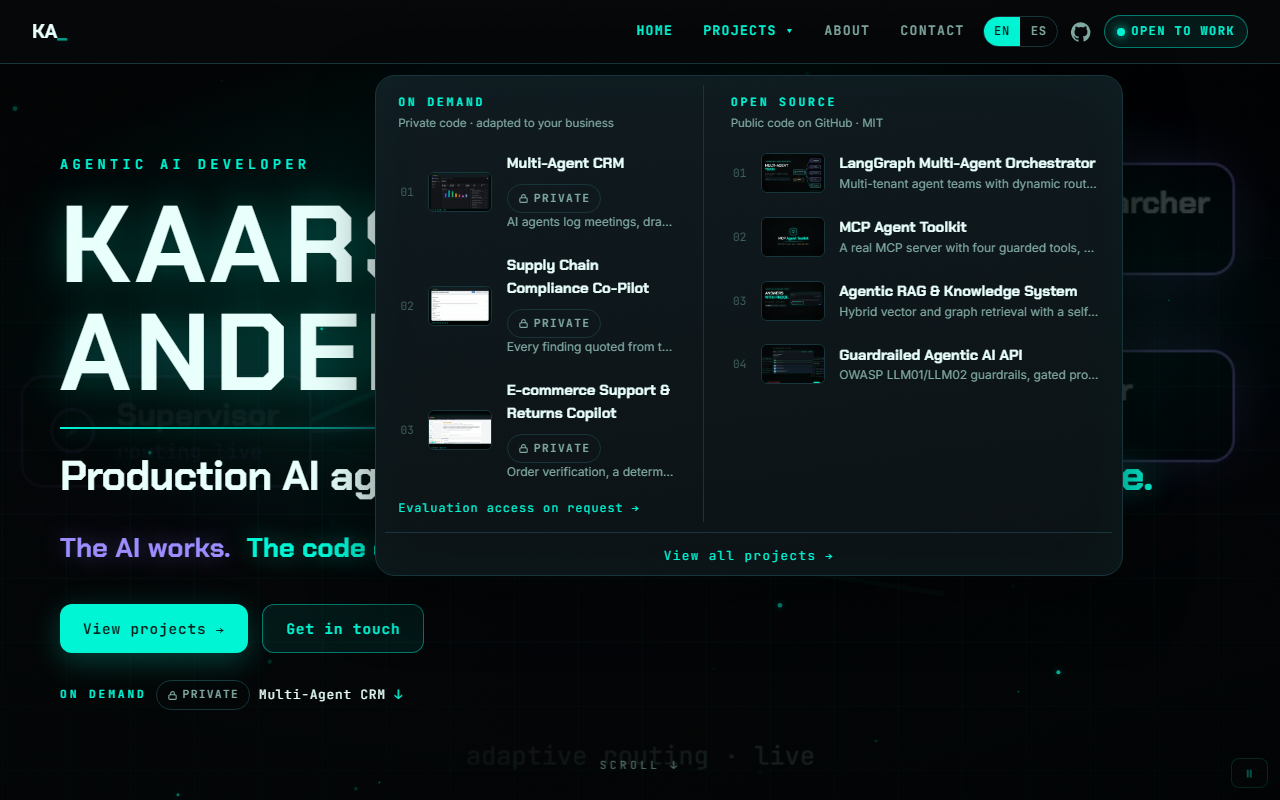 KA_
HOME
PROJECTS ▾
ABOUT
CONTACT
EN
ES
OPEN TO WORK
ON DEMAND
Private code · adapted to your business
01
Multi-Agent CRM
PRIVATE
AI agents log meetings, dra...
02
Supply Chain
Compliance Co-Pilot
PRIVATE
Every finding quoted from t...
03
E-commerce Support &
Returns Copilot
PRIVATE
Order verification, a determ...
Evaluation access on request →
OPEN SOURCE
Public code on GitHub · MIT
01
LangGraph Multi-Agent Orchestrator
Multi-tenant agent teams with dynamic rout...
02
MCP Agent Toolkit
A real MCP server with four guarded tools, ...
03
Agentic RAG & Knowledge System
Hybrid vector and graph retrieval with a self...
04
Guardrailed Agentic AI API
OWASP LLM01/LLM02 guardrails, gated pro...
View all projects →
AGENTIC AI DEVELOPER
KAARS
ANDE
Supervisor
routing live
archer
r
Production AI ag
e.
The AI works. The code
View projects →
Get in touch
ON DEMAND
PRIVATE
Multi-Agent CRM ↓
adaptive routing · live
SCROLL ↓